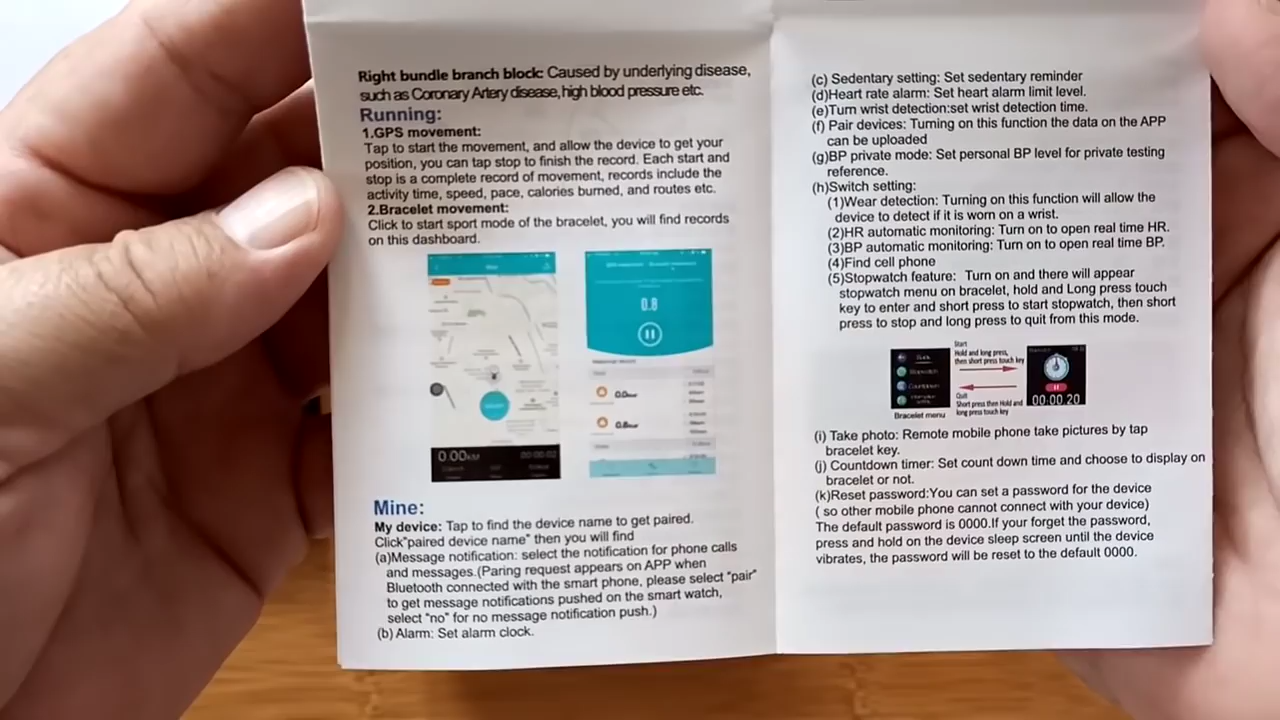 Right bundle branch block: Caused by underlying disease,
such as Coronary Artery disease,high blood pressure etc.
Running:
1.GPS movement:
Tap to start the movement, and allow the device to get your
position, you can tap stop to finish the record. Each start and
stop is a complete record of movement, records include the
activity time, speed, pace, calories burned, and routes etc.
2.Bracelet movement:
Click to start sport mode of the bracelet, you will find records
on this dashboard.
0.8
0.00KM
00:00:02
Mine:
My device: Tap to find the device name to get paired.
Click"paired device name" then you will find
(a)Message notification: select the notification for phone calls
and messages.(Paring request appears on APP when
Bluetooth connected with the smart phone, please select "pair"
to get message notifications pushed on the smart watch,
select "no" for no message notification push.)
(b) Alarm: Set alarm clock.
(c) Sedentary setting: Set sedentary reminder
(d)Heart rate alarm: Set heart alarm limit level.
(e)Turn wrist detection:set wrist detection time.
(f) Pair devices: Turning on this function the data on the APP
can be uploaded
(g)BP private mode: Set personal BP level for private testing
reference.
(h)Switch setting:
(1)Wear detection: Turning on this function will allow the
device to detect if it is worn on a wrist.
(2)HR automatic monitoring: Turn on to open real time HR.
(3)BP automatic monitoring: Turn on to open real time BP.
(4)Find cell phone
(5)Stopwatch feature: Turn on and there will appear
stopwatch menu on bracelet, hold and Long press touch
key to enter and short press to start stopwatch, then short
press to stop and long press to quit from this mode.
Start
Hold and long press,
then short press touch key
Quit
Short press then Hold and
long press touch key
Stopwatch
Countdown
Bracelet menu
00:00 20
(i) Take photo: Remote mobile phone take pictures by tap
bracelet key.
(j) Countdown timer: Set count down time and choose to display on
bracelet or not.
(k)Reset password:You can set a password for the device
( so other mobile phone cannot connect with your device)
The default password is 0000.If your forget the password,
press and hold on the device sleep screen until the device
vibrates, the password will be reset to the default 0000.